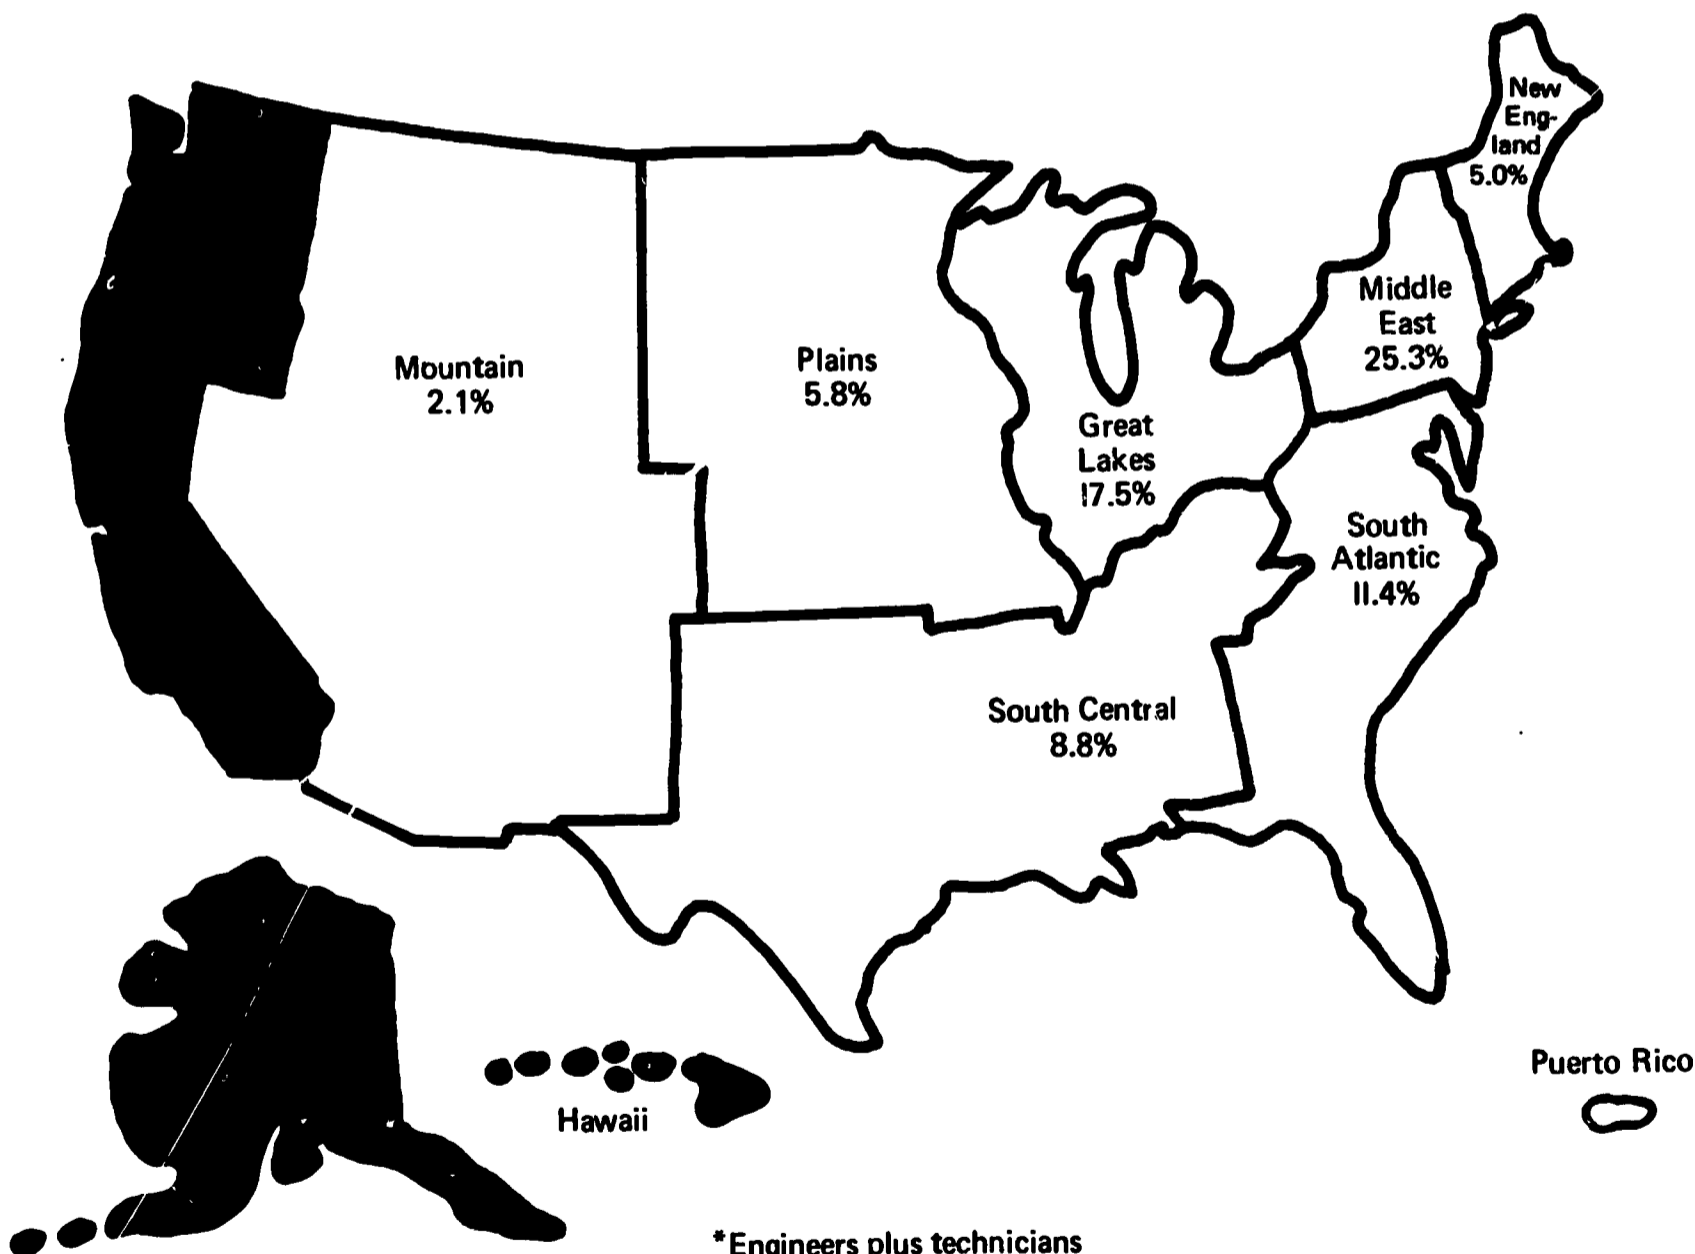 New
Eng-
land
5.0%
Middle
East
25.3%
Mountain
2.1%
Plains
5.8%
Great
Lakes
17.5%
South
Atlantic
11.4%
South Central
8.8%
Puerto Rico
Hawaii
*Engineers plus technicians